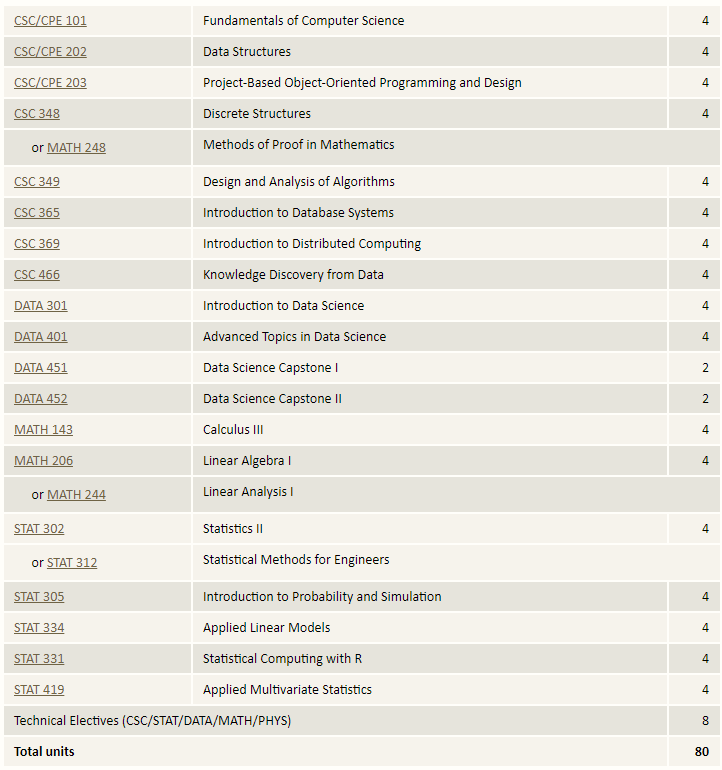 CSC/CPE 101 Fundamentals of Computer Science 4
CSC/CPE 202 Data Structures 4
CSC/CPE 203 Project-Based Object-Oriented Programming and Design 4
CSC 348 Discrete Structures 4
or MATH 248 Methods of Proof in Mathematics
CSC 349 Design and Analysis of Algorithms 4
CSC 365 Introduction to Database Systems 4
CSC 369 Introduction to Distributed Computing 4
CSC 466 Knowledge Discovery from Data 4
DATA 301 Introduction to Data Science 4
DATA 401 Advanced Topics in Data Science 4
DATA 451 Data Science Capstone I 2
DATA 452 Data Science Capstone II 2
MATH 143 Calculus III 4
MATH 206 Linear Algebra I 4
or MATH 244 Linear Analysis I
STAT 302 Statistics II 4
or STAT 312 Statistical Methods for Engineers
STAT 305 Introduction to Probability and Simulation 4
STAT 334 Applied Linear Models 4
STAT 331 Statistical Computing with R 4
STAT 419 Applied Multivariate Statistics 4
Technical Electives (CSC/STAT/DATA/MATH/PHYS) 8
Total units 80